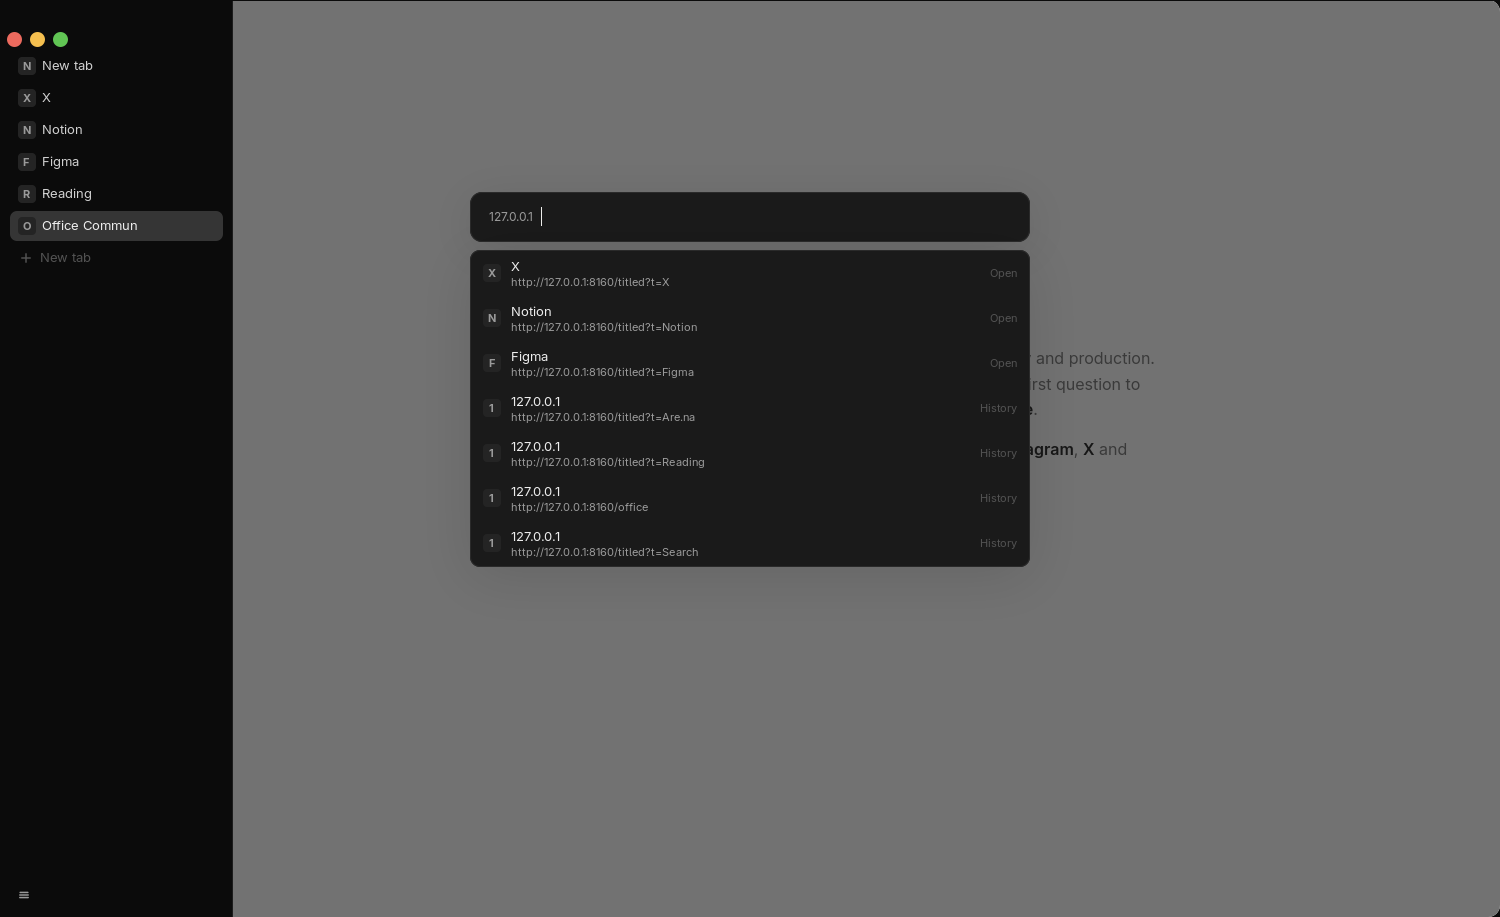 N New tab
X X
N Notion
F Figma
R Reading
O Office Commun
New tab
127.0.0.1
X X
http://127.0.0.1:8160/titled?t=X
Open
N Notion
http://127.0.0.1:8160/titled?t=Notion
Open
F Figma
http://127.0.0.1:8160/titled?t=Figma
Open
1 127.0.0.1
http://127.0.0.1:8160/titled?t=Are.na
History
1 127.0.0.1
http://127.0.0.1:8160/titled?t=Reading
History
1 127.0.0.1
http://127.0.0.1:8160/office
History
1 127.0.0.1
http://127.0.0.1:8160/titled?t=Search
History
and production.
question to
X and